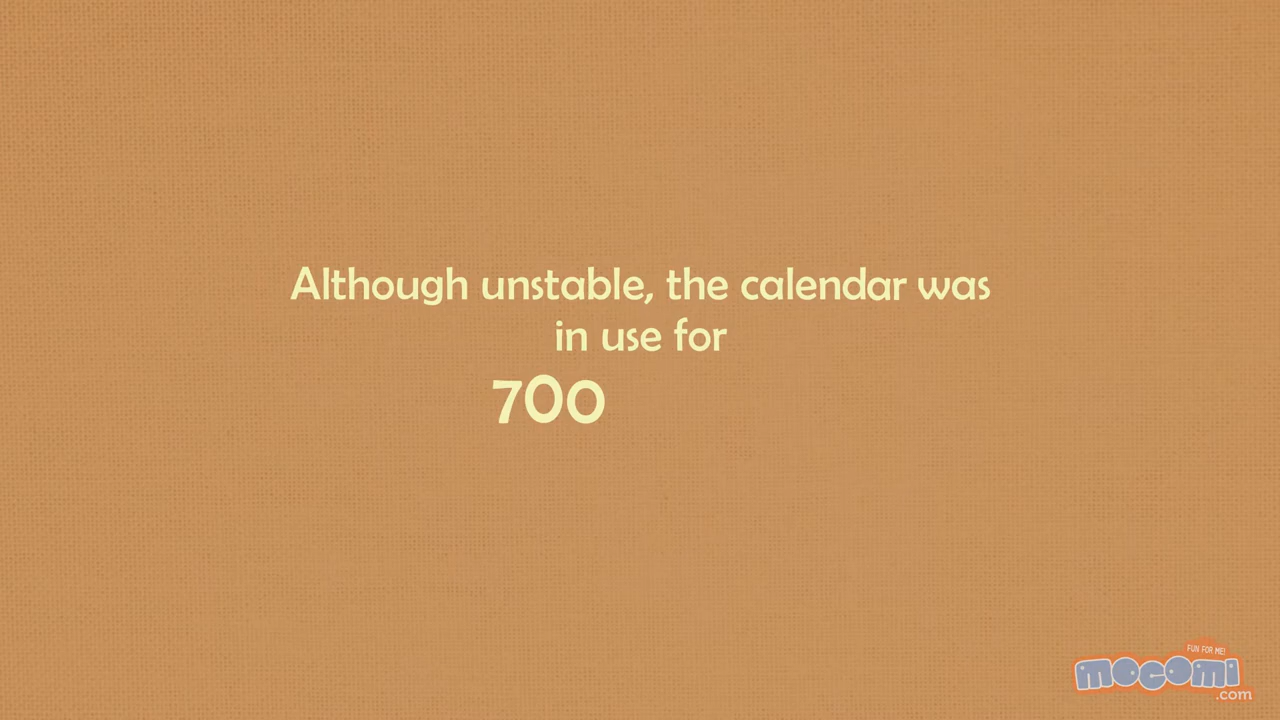 Although unstable, the calendar was
in use for
700
FUN FOR ME!
mocomi
.com